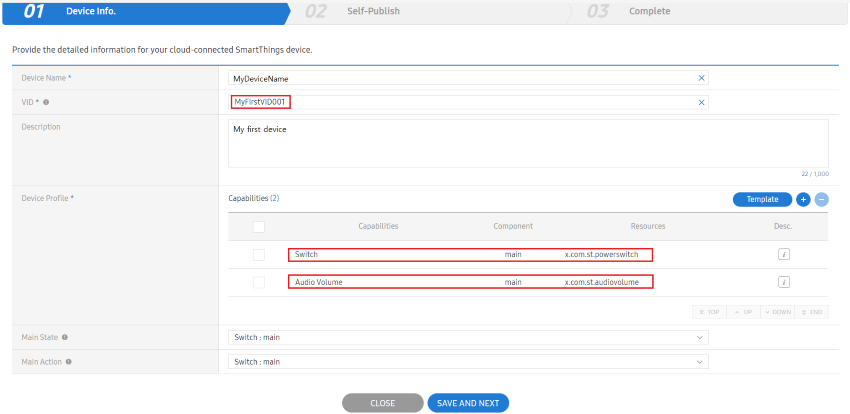 01 Device Info. 02 Self-Publish 03 Complete
Provide the detailed information for your cloud-connected SmartThings device.
Device Name * MyDeviceName
VID * MyFirstVID001
Description My first device
22 / 1,000
Device Profile * Capabilities (2) Template + −
Capabilities Component Resources Desc.
Switch main x.com.st.powerswitch i
Audio Volume main x.com.st.audiovolume i
TOP UP DOWN END
Main State Switch : main
Main Action Switch : main
CLOSE SAVE AND NEXT